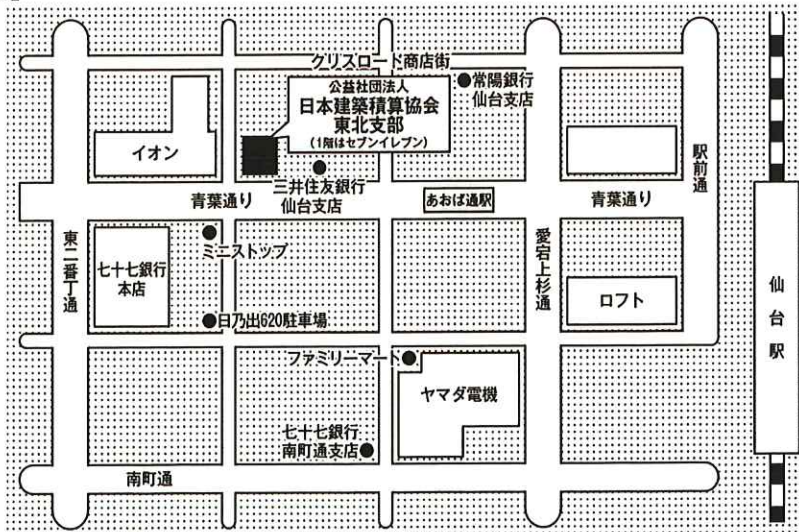 クリスロード商店街
公益社団法人
日本建築積算協会
東北支部
(1階はセブンイレブン)
常陽銀行
仙台支店
イオン
三井住友銀行
仙台支店
青葉通り
あおば通駅
青葉通り
駅前通
東二番丁通
七十七銀行
本店
ミニストップ
愛宕上杉通
ロフト
仙台駅
日乃出620駐車場
ファミリーマート
ヤマダ電機
七十七銀行
南町通支店
南町通